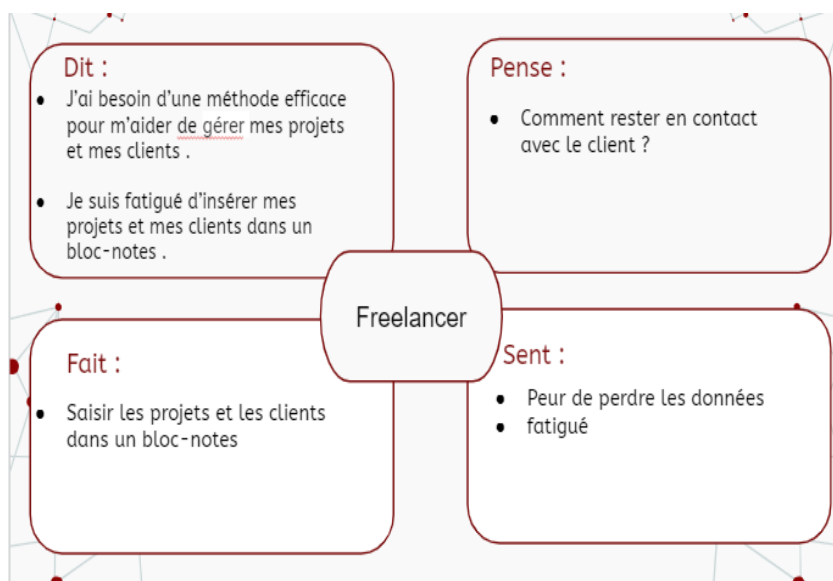 Dit :
J'ai besoin d'une méthode efficace
pour m'aider de gérer mes projets
et mes clients .
Je suis fatigué d'insérer mes
projets et mes clients dans un
bloc-notes .
Pense :
Comment rester en contact
avec le client ?
Freelancer
Fait :
Saisir les projets et les clients
dans un bloc-notes
Sent :
Peur de perdre les données
fatigué